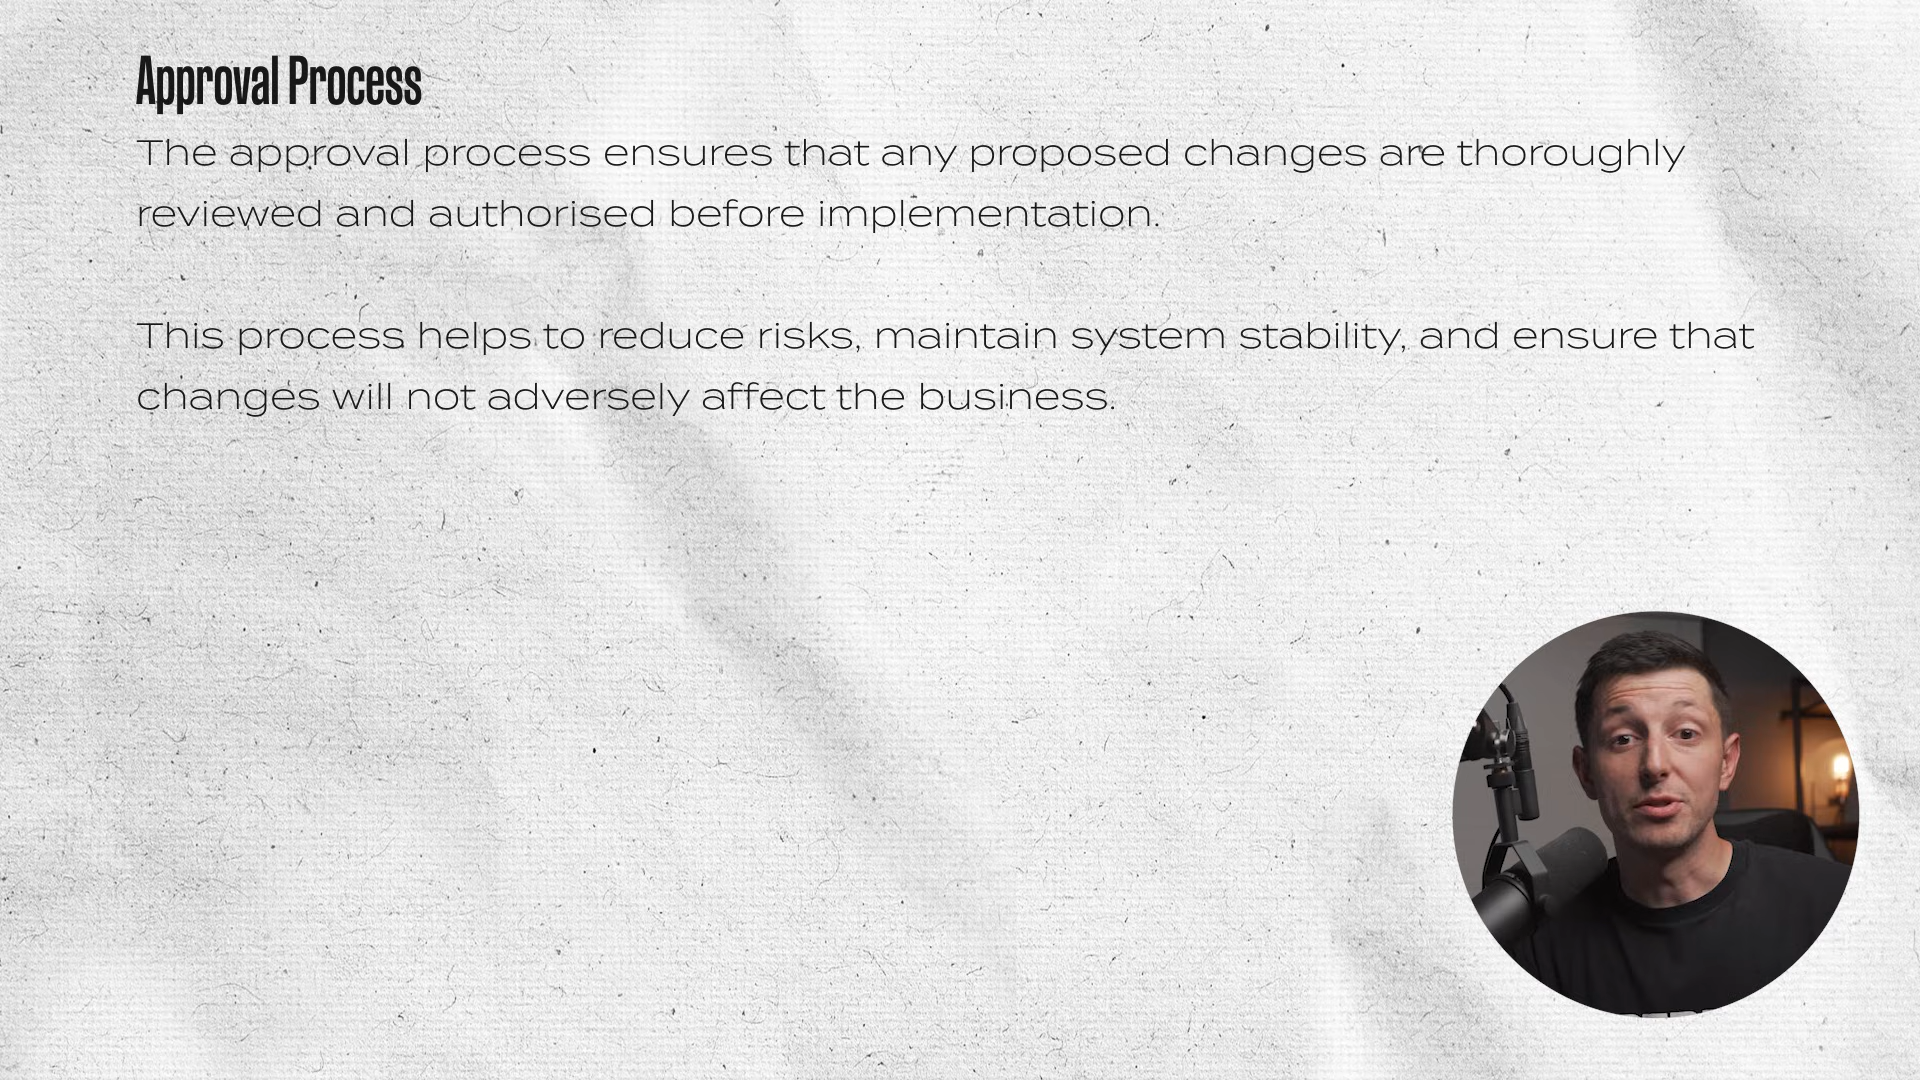 Approval Process
The approval process ensures that any proposed changes are thoroughly
reviewed and authorised before implementation.
This process helps to reduce risks, maintain system stability, and ensure that
changes will not adversely affect the business.